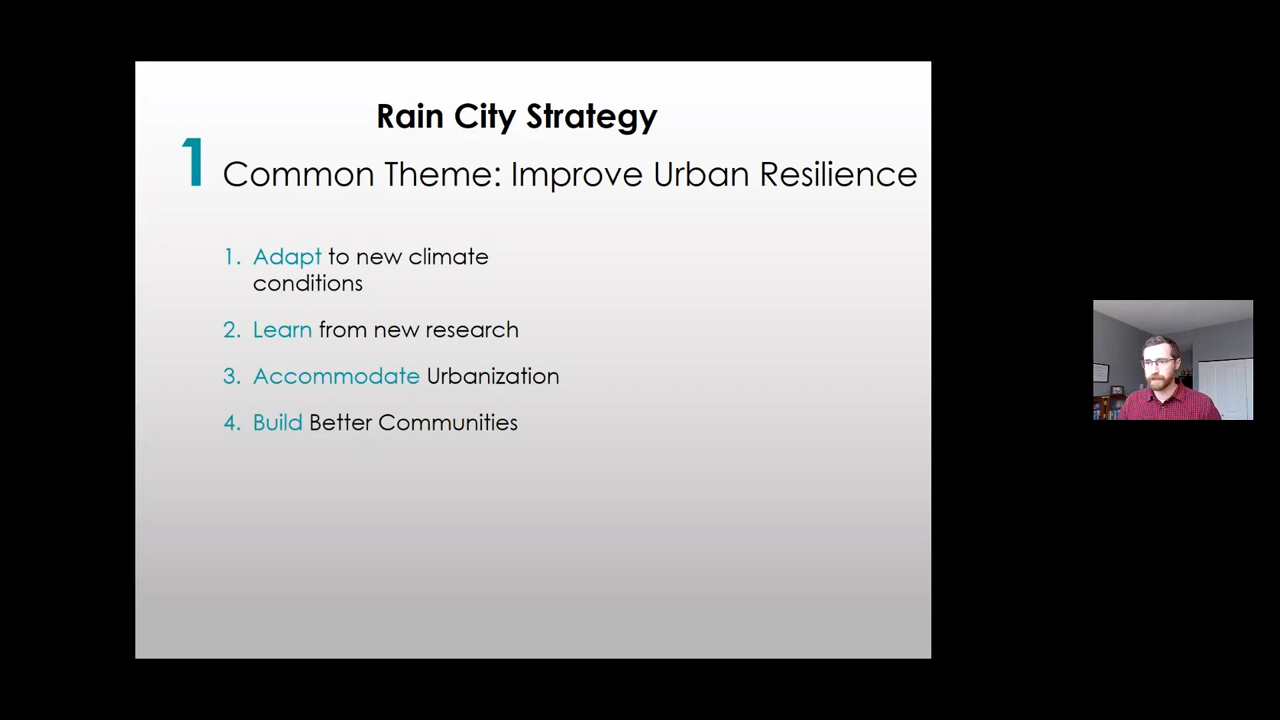 Rain City Strategy
1 Common Theme: Improve Urban Resilience
1. Adapt to new climate
conditions
2. Learn from new research
3. Accommodate Urbanization
4. Build Better Communities